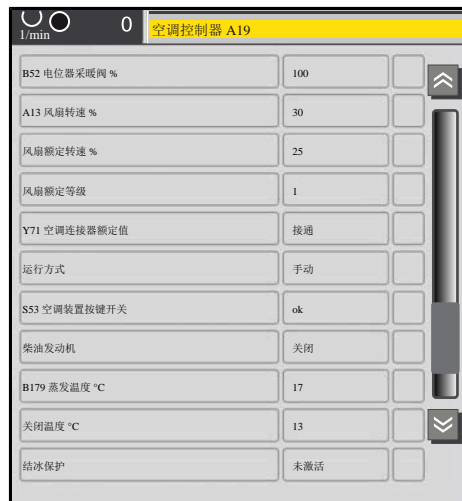 1/min 0 空调控制器 A19
B52 电位器采暖阀 % 100
A13 风扇转速 % 30
风扇额定转速 % 25
风扇额定等级 1
Y71 空调连接器额定值 接通
运行方式 手动
S53 空调装置按键开关 ok
柴油发动机 关闭
B179 蒸发温度 °C 17
关闭温度 °C 13
结冰保护 未激活